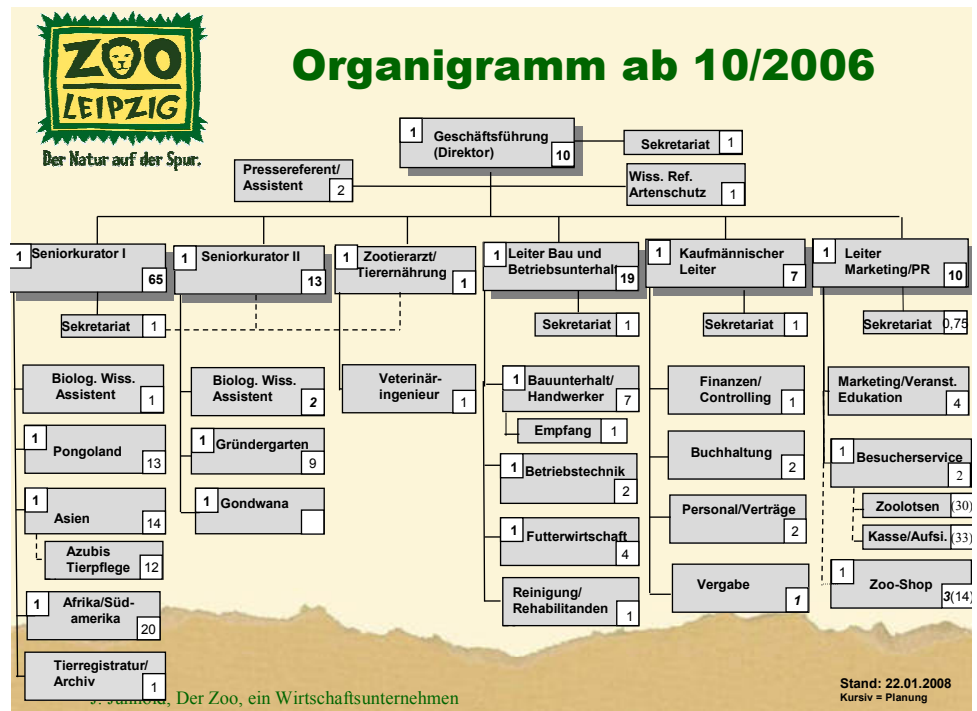 ZOO
LEIPZIG
Der Natur auf der Spur.
Organigramm ab 10/2006
1
Geschäftsführung
(Direktor)
10
Sekretariat 1
Pressereferent/
Assistent
2
Wiss. Ref.
Artenschutz
1
1
Seniorkurator I
65
Sekretariat 1
Biolog. Wiss.
Assistent
1
1
Pongoland
13
1
Asien
14
Azubis
Tierpflege
12
1
Afrika/Süd-
amerika
20
Tierregistratur/
Archiv
1
1
Seniorkurator II
13
Biolog. Wiss.
Assistent
2
1
Gründergarten
9
1
Gondwana
1
Zootierarzt/
Tierernährung
1
Veterinär-
ingenieur
1
1
Leiter Bau und
Betriebsunterhalt
19
Sekretariat 1
1
Bauunterhalt/
Handwerker
7
Empfang 1
1
Betriebstechnik
2
1
Futterwirtschaft
4
Reinigung/
Rehabilitanden
1
1
Kaufmännischer
Leiter
7
Sekretariat 1
Finanzen/
Controlling
1
Buchhaltung
2
Personal/Verträge
2
Vergabe
1
1
Leiter
Marketing/PR
10
Sekretariat 0,75
Marketing/Veranst.
Edukation
4
1
Besucherservice
2
Zoolotsen (30)
Kasse/Aufsi. (33)
1
Zoo-Shop
3(14)
Der Zoo, ein Wirtschaftsunternehmen
Stand: 22.01.2008
Kursiv = Planung